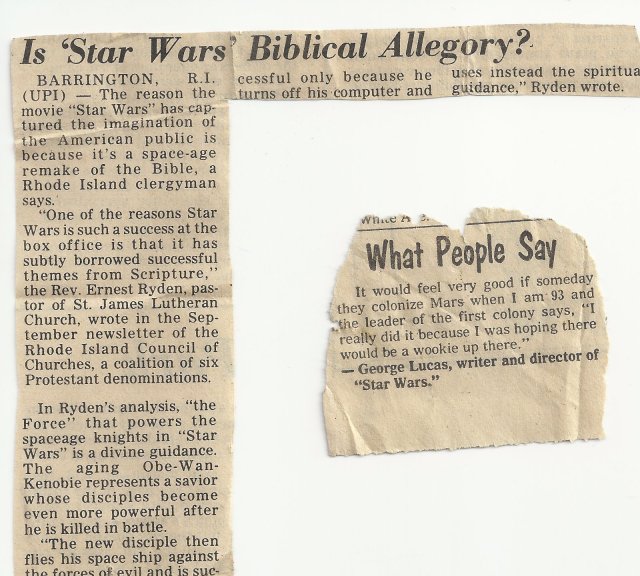 Is 'Star Wars' Biblical Allegory?
BARRINGTON, R.I.
(UPI) — The reason the
movie "Star Wars" has cap-
tured the imagination of
the American public is
because it's a space-age
remake of the Bible, a
Rhode Island clergyman
says.
"One of the reasons Star
Wars is such a success at the
box office is that it has
subtly borrowed successful
themes from Scripture,"
the Rev. Ernest Ryden, pas-
tor of St. James Lutheran
Church, wrote in the Sep-
tember newsletter of the
Rhode Island Council of
Churches, a coalition of six
Protestant denominations.
In Ryden's analysis, "the
Force" that powers the
spaceage knights in "Star
Wars" is a divine guidance.
The aging Obe-Wan-
Kenobie represents a savior
whose disciples become
even more powerful after
he is killed in battle.
"The new disciple then
flies his space ship against
the forces of evil and is suc-
cessful only because he
turns off his computer and
uses instead the spiritua
guidance," Ryden wrote.
What People Say
It would feel very good if someday
they colonize Mars when I am 93 and
the leader of the first colony says, "I
really did it because I was hoping there
would be a wookie up there."
— George Lucas, writer and director of
"Star Wars."